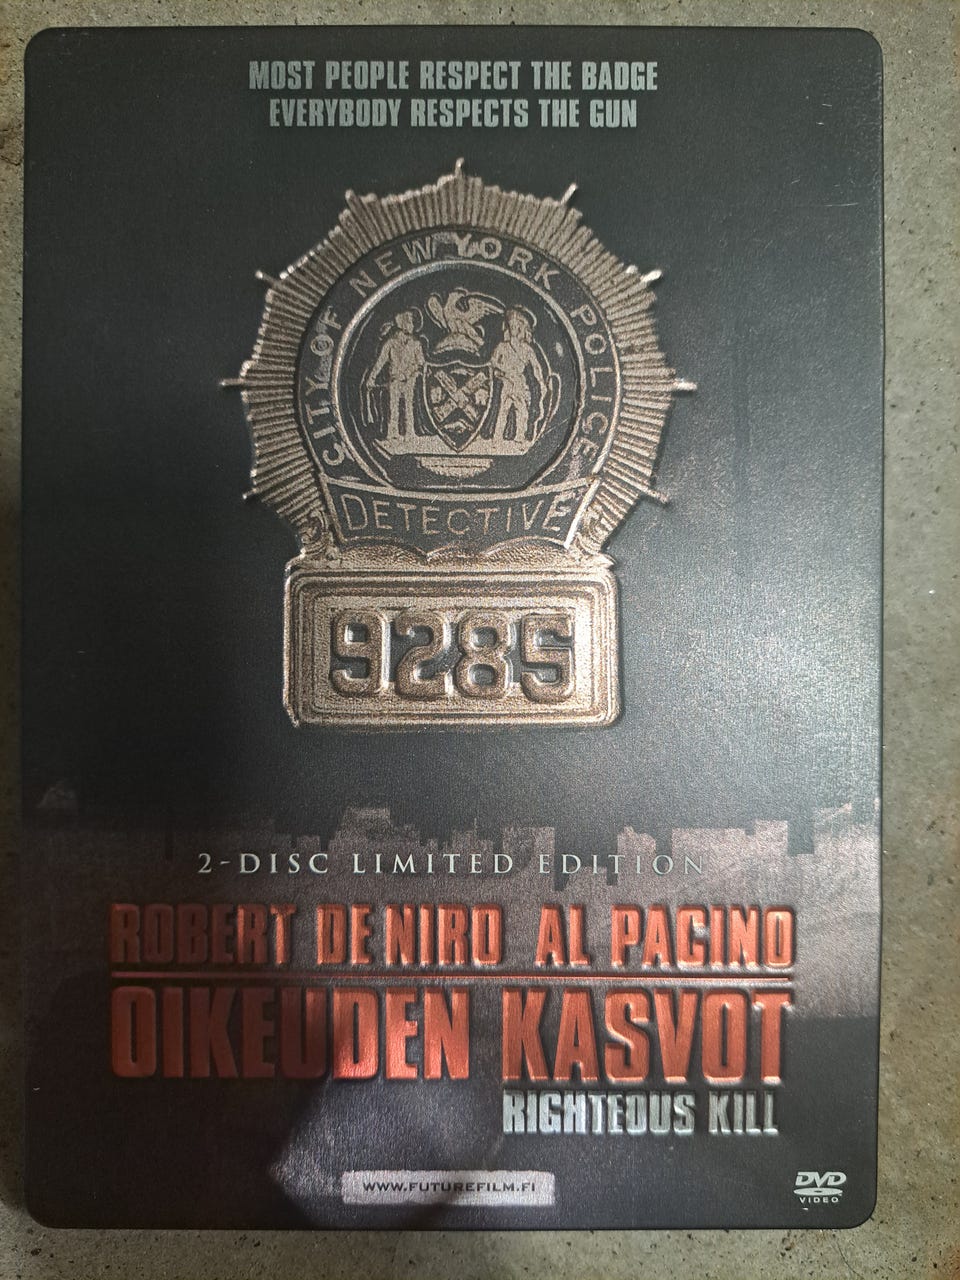 MOST PEOPLE RESPECT THE BADGE
EVERYBODY RESPECTS THE GUN
CITY OF NEW YORK POLICE
DETECTIVE
9285
2-DISC LIMITED EDITION
ROBERT DE NIRO AL PACINO
OIKEUDEN KASVOT
RIGHTEOUS KILL
WWW.FUTUREFILM.FI
DVD
VIDEO